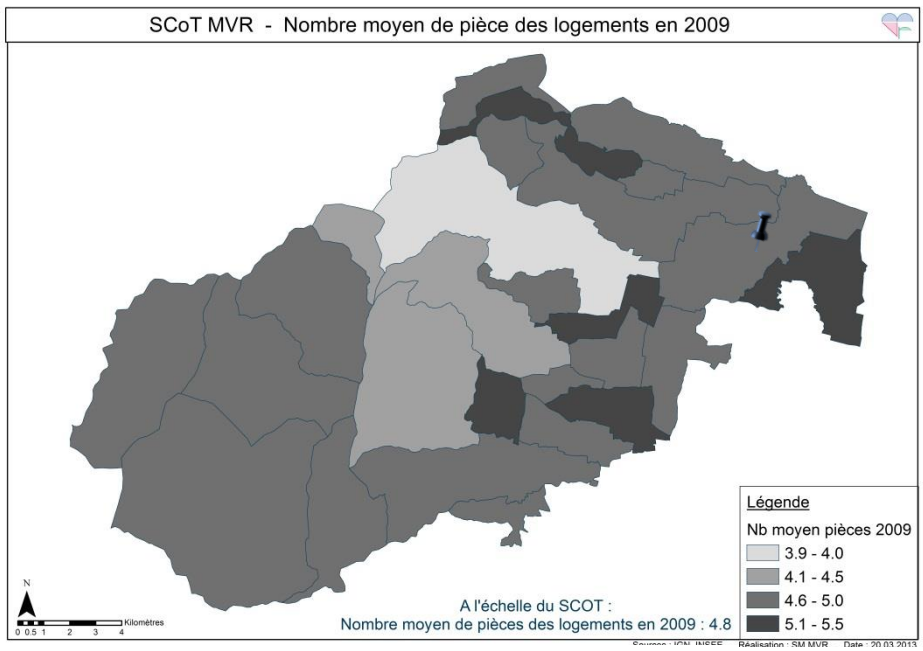 SCoT MVR - Nombre moyen de pièce des logements en 2009
Légende
Nb moyen pièces 2009
3.9 - 4.0
4.1 - 4.5
4.6 - 5.0
5.1 - 5.5
N
Kilomètres
0 0.5 1 2 3 4
A l'échelle du SCOT :
Nombre moyen de pièces des logements en 2009 : 4.8
Sources : IGN, INSEE Réalisation : SM MVR Date : 20.03.2013